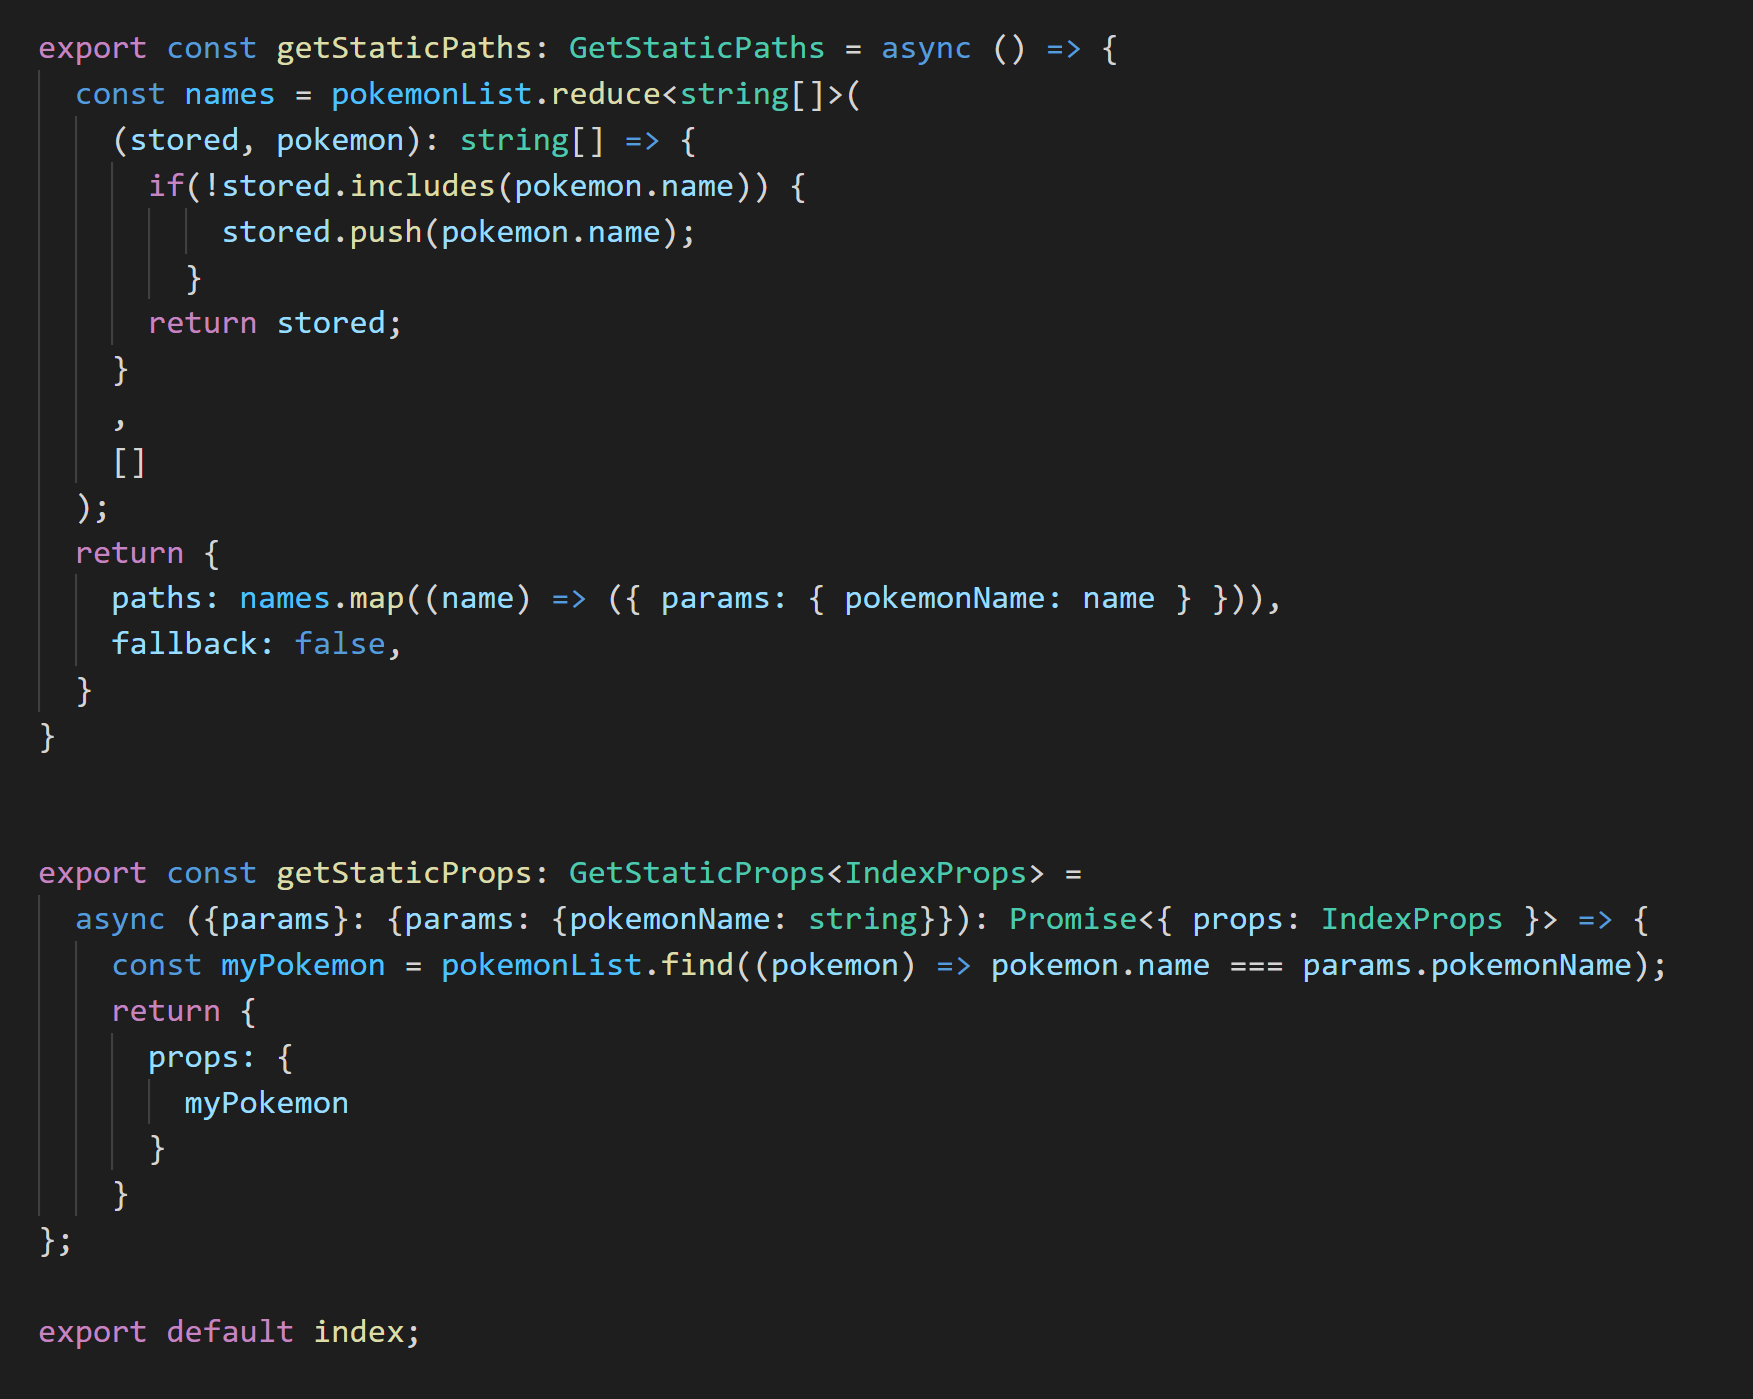 export const getStaticPaths: GetStaticPaths = async () => {
  const names = pokemonList.reduce<string[]>(
    (stored, pokemon): string[] => {
      if(!stored.includes(pokemon.name)) {
          stored.push(pokemon.name);
        }
      return stored;
    }
    ,
    []
  );
  return {
    paths: names.map((name) => ({ params: { pokemonName: name } })),
    fallback: false,
  }
}
export const getStaticProps: GetStaticProps<IndexProps> =
  async ({params}: {params: {pokemonName: string}}): Promise<{ props: IndexProps }> => {
    const myPokemon = pokemonList.find((pokemon) => pokemon.name === params.pokemonName);
    return {
      props: {
        myPokemon
      }
    }
};
export default index;